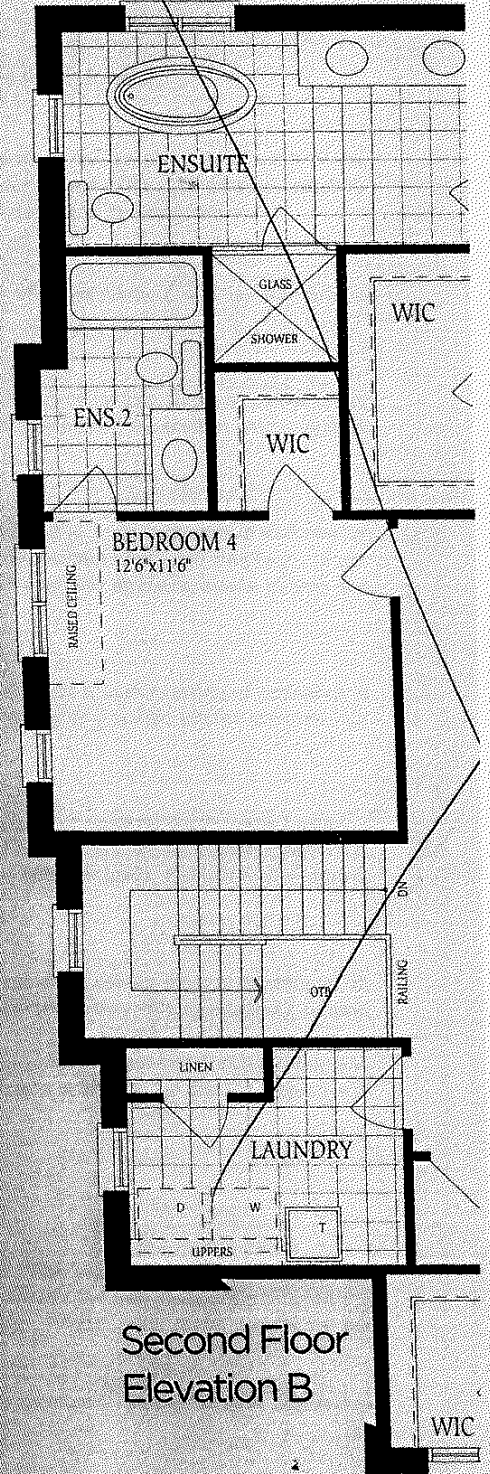 ENSUITE
GLASS
SHOWER
WIC
ENS.2
WIC
BEDROOM 4
12'6"x11'6"
RAISED CEILING
DN
OTB
RAILING
LINEN
LAUNDRY
D
W
T
UPPERS
Second Floor
Elevation B
WIC